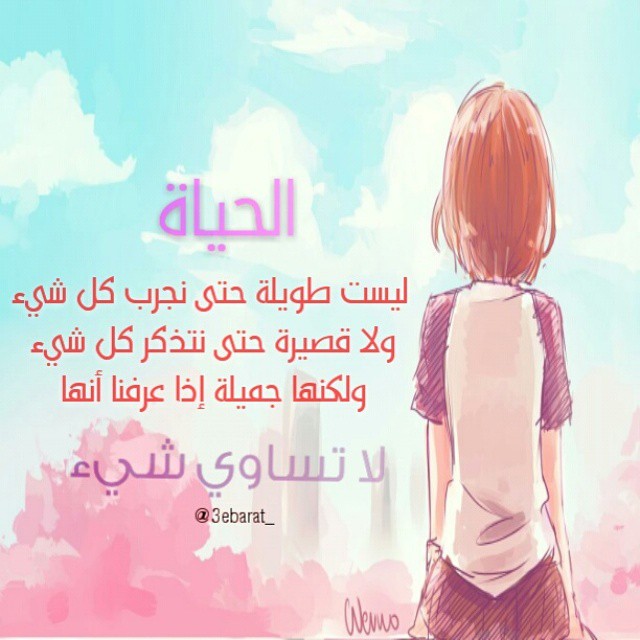 الحياة
ليست طويلة حتى نجرب كل شيء
ولا قصيرة حتى نتذكر كل شيء
ولكنها جميلة إذا عرفنا أنها
لا تساوي شيء
@3ebarat_
Wemo